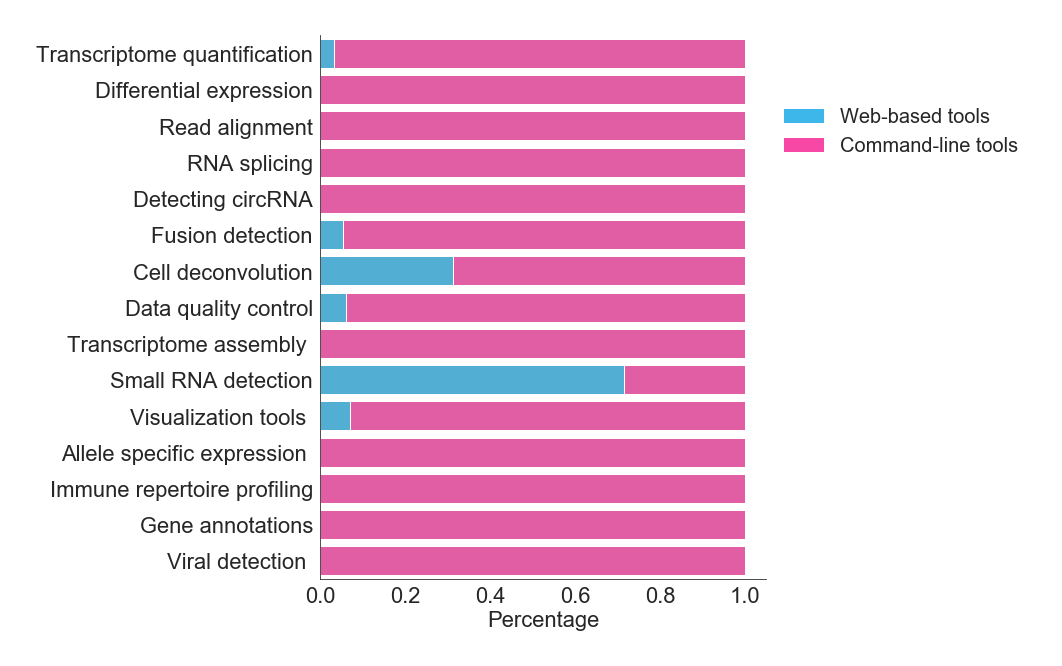 Transcriptome quantification
Differential expression
Read alignment
RNA splicing
Detecting circRNA
Fusion detection
Cell deconvolution
Data quality control
Transcriptome assembly
Small RNA detection
Visualization tools
Allele specific expression
Immune repertoire profiling
Gene annotations
Viral detection
0.0 0.2 0.4 0.6 0.8 1.0
Percentage
Web-based tools
Command-line tools